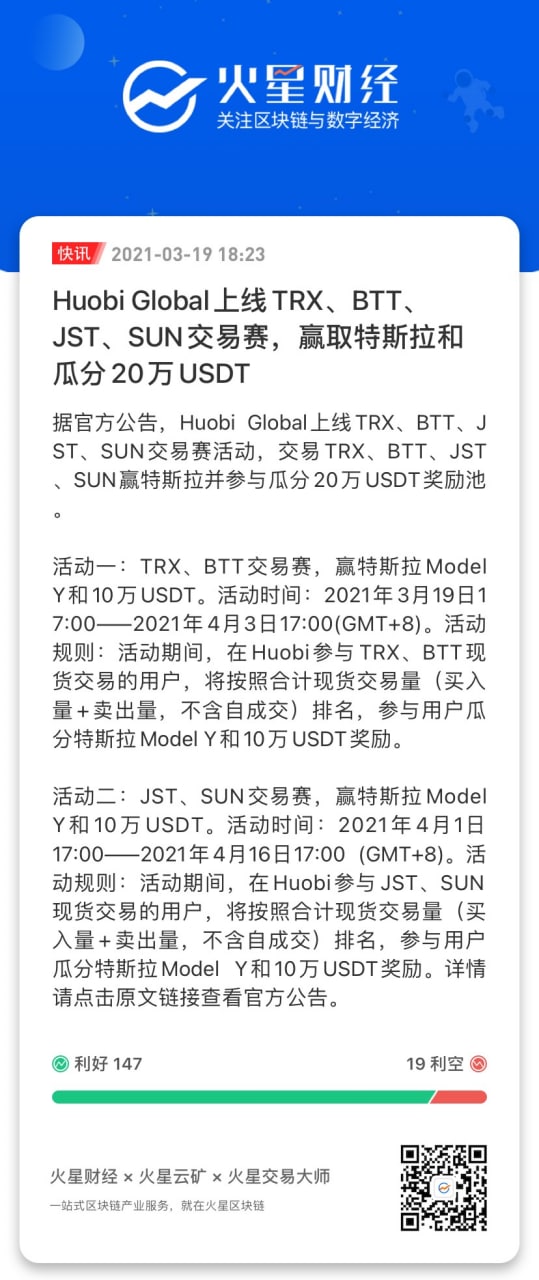 火星财经
关注区块链与数字经济
快讯 2021-03-19 18:23
Huobi Global上线TRX、BTT、
JST、SUN交易赛，赢取特斯拉和
瓜分20万USDT
据官方公告，Huobi Global上线TRX、BTT、J
ST、SUN交易赛活动，交易TRX、BTT、JST
、SUN赢特斯拉并参与瓜分20万USDT奖励池
。
活动一：TRX、BTT交易赛，赢特斯拉Model
Y和10万USDT。活动时间：2021年3月19日1
7:00——2021年4月3日17:00(GMT+8)。活动
规则：活动期间，在Huobi参与TRX、BTT现
货交易的用户，将按照合计现货交易量（买入
量+卖出量，不含自成交）排名，参与用户瓜
分特斯拉Model Y和10万USDT奖励。
活动二：JST、SUN交易赛，赢特斯拉Model
Y和10万USDT。活动时间：2021年4月1日
17:00——2021年4月16日17:00 (GMT+8)。活
动规则：活动期间，在Huobi参与JST、SUN
现货交易的用户，将按照合计现货交易量（买
入量+卖出量，不含自成交）排名，参与用户
瓜分特斯拉Model Y和10万USDT奖励。详情
请点击原文链接查看官方公告。
利好 147 19 利空
火星财经 × 火星云矿 × 火星交易大师
一站式区块链产业服务，就在火星区块链